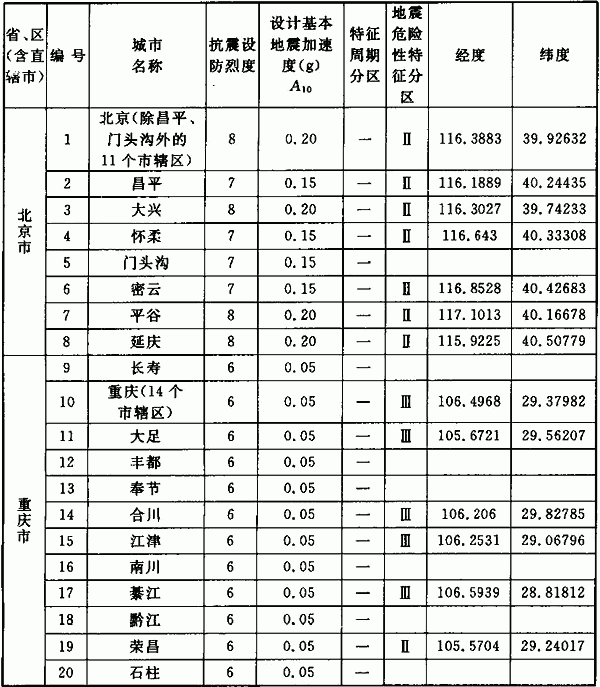 省、区(含直辖市) 编号 城市名称 抗震设防烈度 设计基本地震加速度(g) A10 特征周期分区 地震危险性特征分区 经度 纬度
北京市
1 北京(除昌平、门头沟外的11个市辖区) 8 0.20 一 Ⅱ 116.3883 39.92632
2 昌平 7 0.15 一 Ⅱ 116.1889 40.24435
3 大兴 8 0.20 一 Ⅱ 116.3027 39.74233
4 怀柔 7 0.15 一 Ⅱ 116.643 40.33308
5 门头沟 7 0.15 一
6 密云 7 0.15 一 Ⅱ 116.8528 40.42683
7 平谷 8 0.20 一 Ⅱ 117.1013 40.16678
8 延庆 8 0.20 一 Ⅱ 115.9225 40.50779
重庆市
9 长寿 6 0.05 一
10 重庆(14个市辖区) 6 0.05 一 Ⅲ 106.4968 29.37982
11 大足 6 0.05 一 Ⅲ 105.6721 29.56207
12 丰都 6 0.05 一
13 奉节 6 0.05 一
14 合川 6 0.05 一 Ⅲ 106.206 29.82785
15 江津 6 0.05 一 Ⅲ 106.2531 29.06796
16 南川 6 0.05 一
17 綦江 6 0.05 一 Ⅲ 106.5939 28.81812
18 黔江 6 0.05 一
19 荣昌 6 0.05 一 Ⅱ 105.5704 29.24017
20 石柱 6 0.05 一